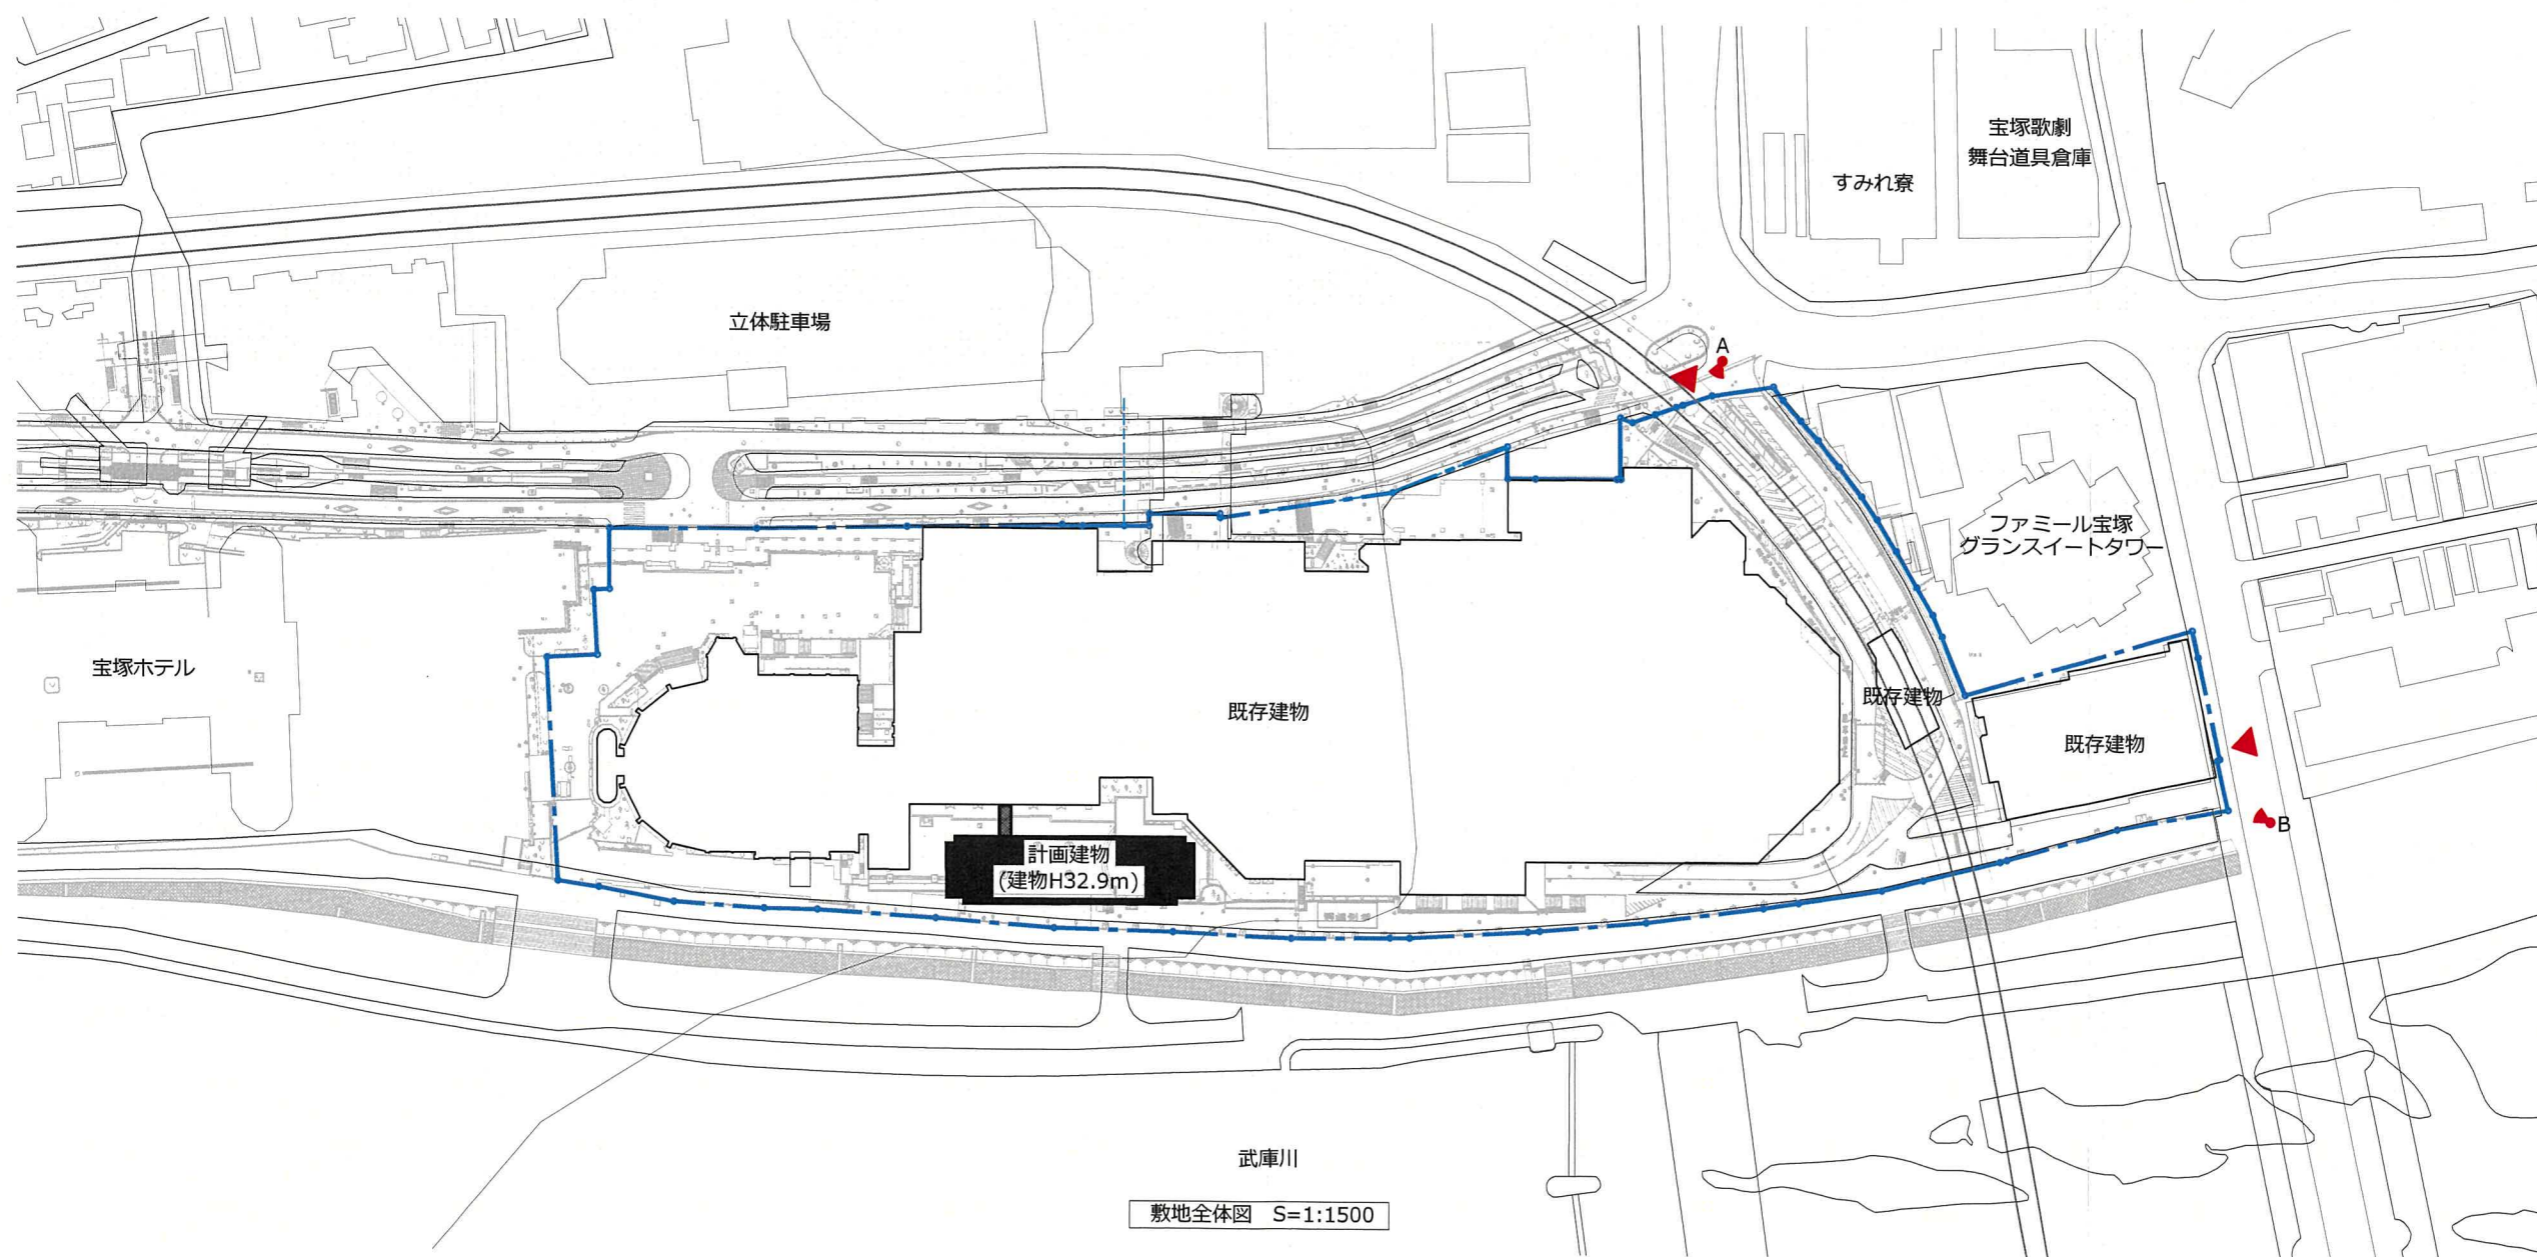 宝塚歌劇
舞台道具倉庫
すみれ寮
立体駐車場
A
ファミール宝塚
グランスイートタワー
宝塚ホテル
既存建物
既存建物
既存建物
B
計画建物
(建物H32.9m)
武庫川
敷地全体図 S=1:1500